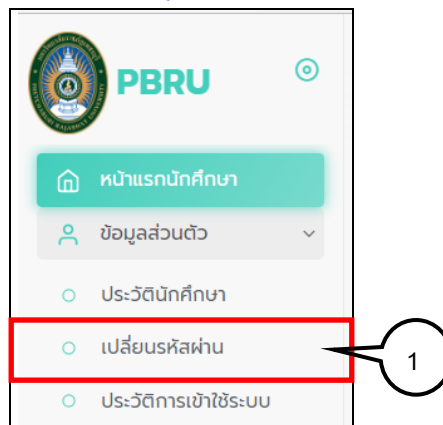 PBRU
หน้าแรกนักศึกษา
ข้อมูลส่วนตัว
ประวัตินักศึกษา
เปลี่ยนรหัสผ่าน
1
ประวัติการเข้าใช้ระบบ